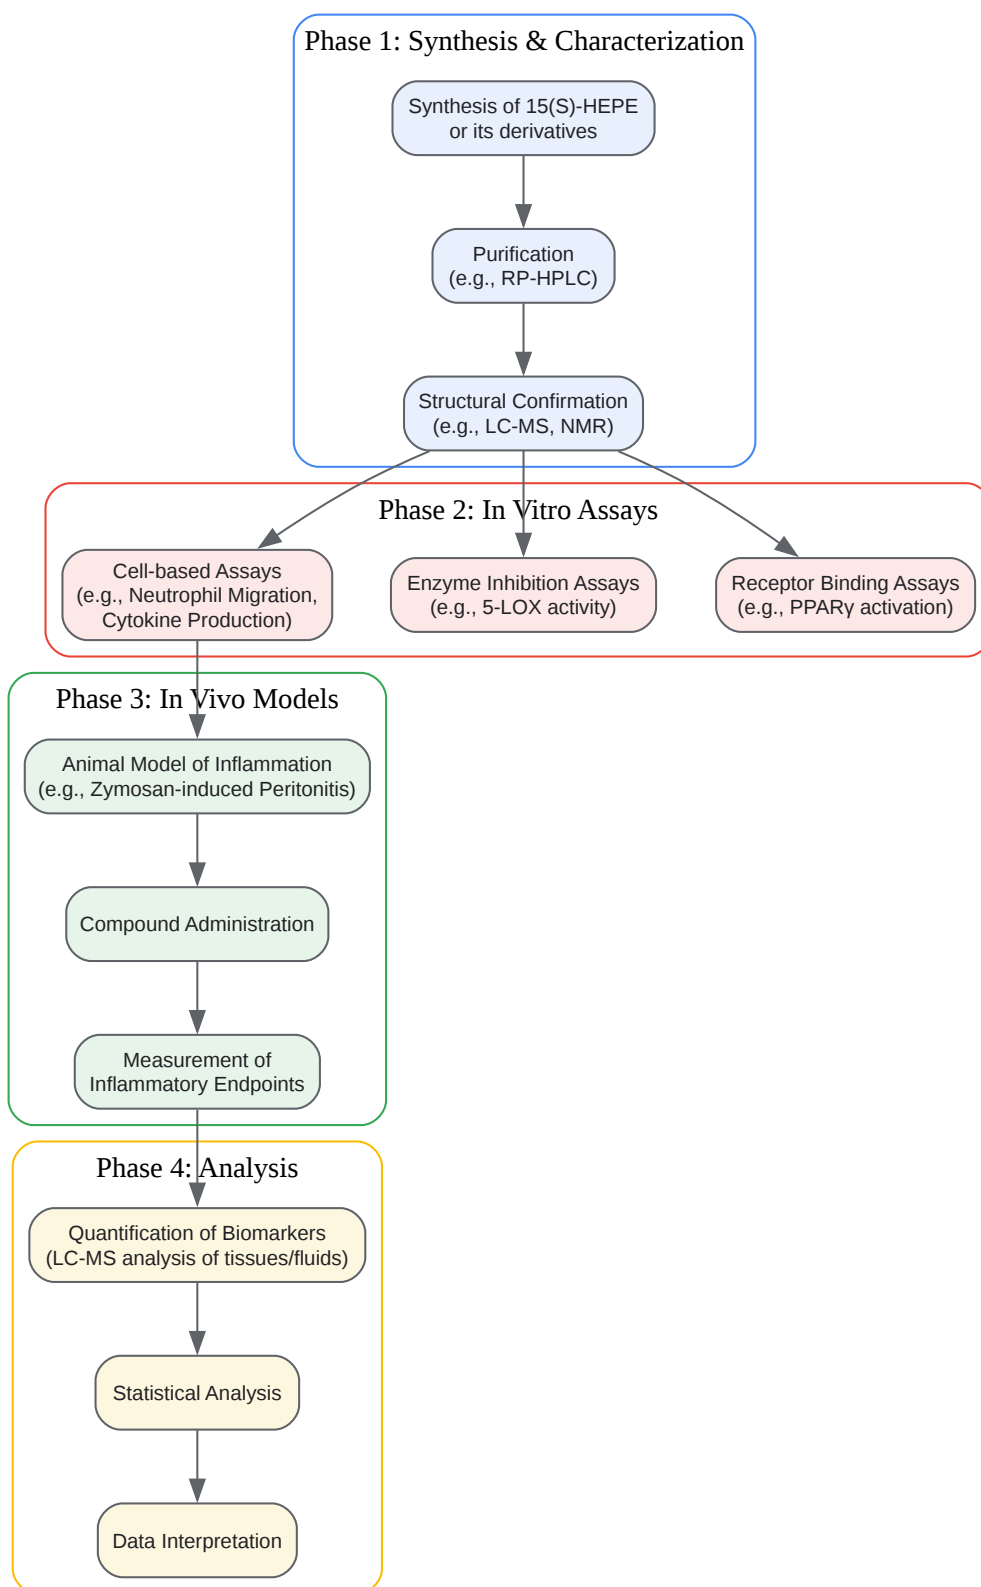 Phase 1: Synthesis & Characterization
Synthesis of 15(S)-HEPE
or its derivatives
Purification
(e.g., RP-HPLC)
Structural Confirmation
(e.g., LC-MS, NMR)
Phase 2: In Vitro Assays
Cell-based Assays
(e.g., Neutrophil Migration,
Cytokine Production)
Enzyme Inhibition Assays
(e.g., 5-LOX activity)
Receptor Binding Assays
(e.g., PPARγ activation)
Phase 3: In Vivo Models
Animal Model of Inflammation
(e.g., Zymosan-induced Peritonitis)
Compound Administration
Measurement of
Inflammatory Endpoints
Phase 4: Analysis
Quantification of Biomarkers
(LC-MS analysis of tissues/fluids)
Statistical Analysis
Data Interpretation